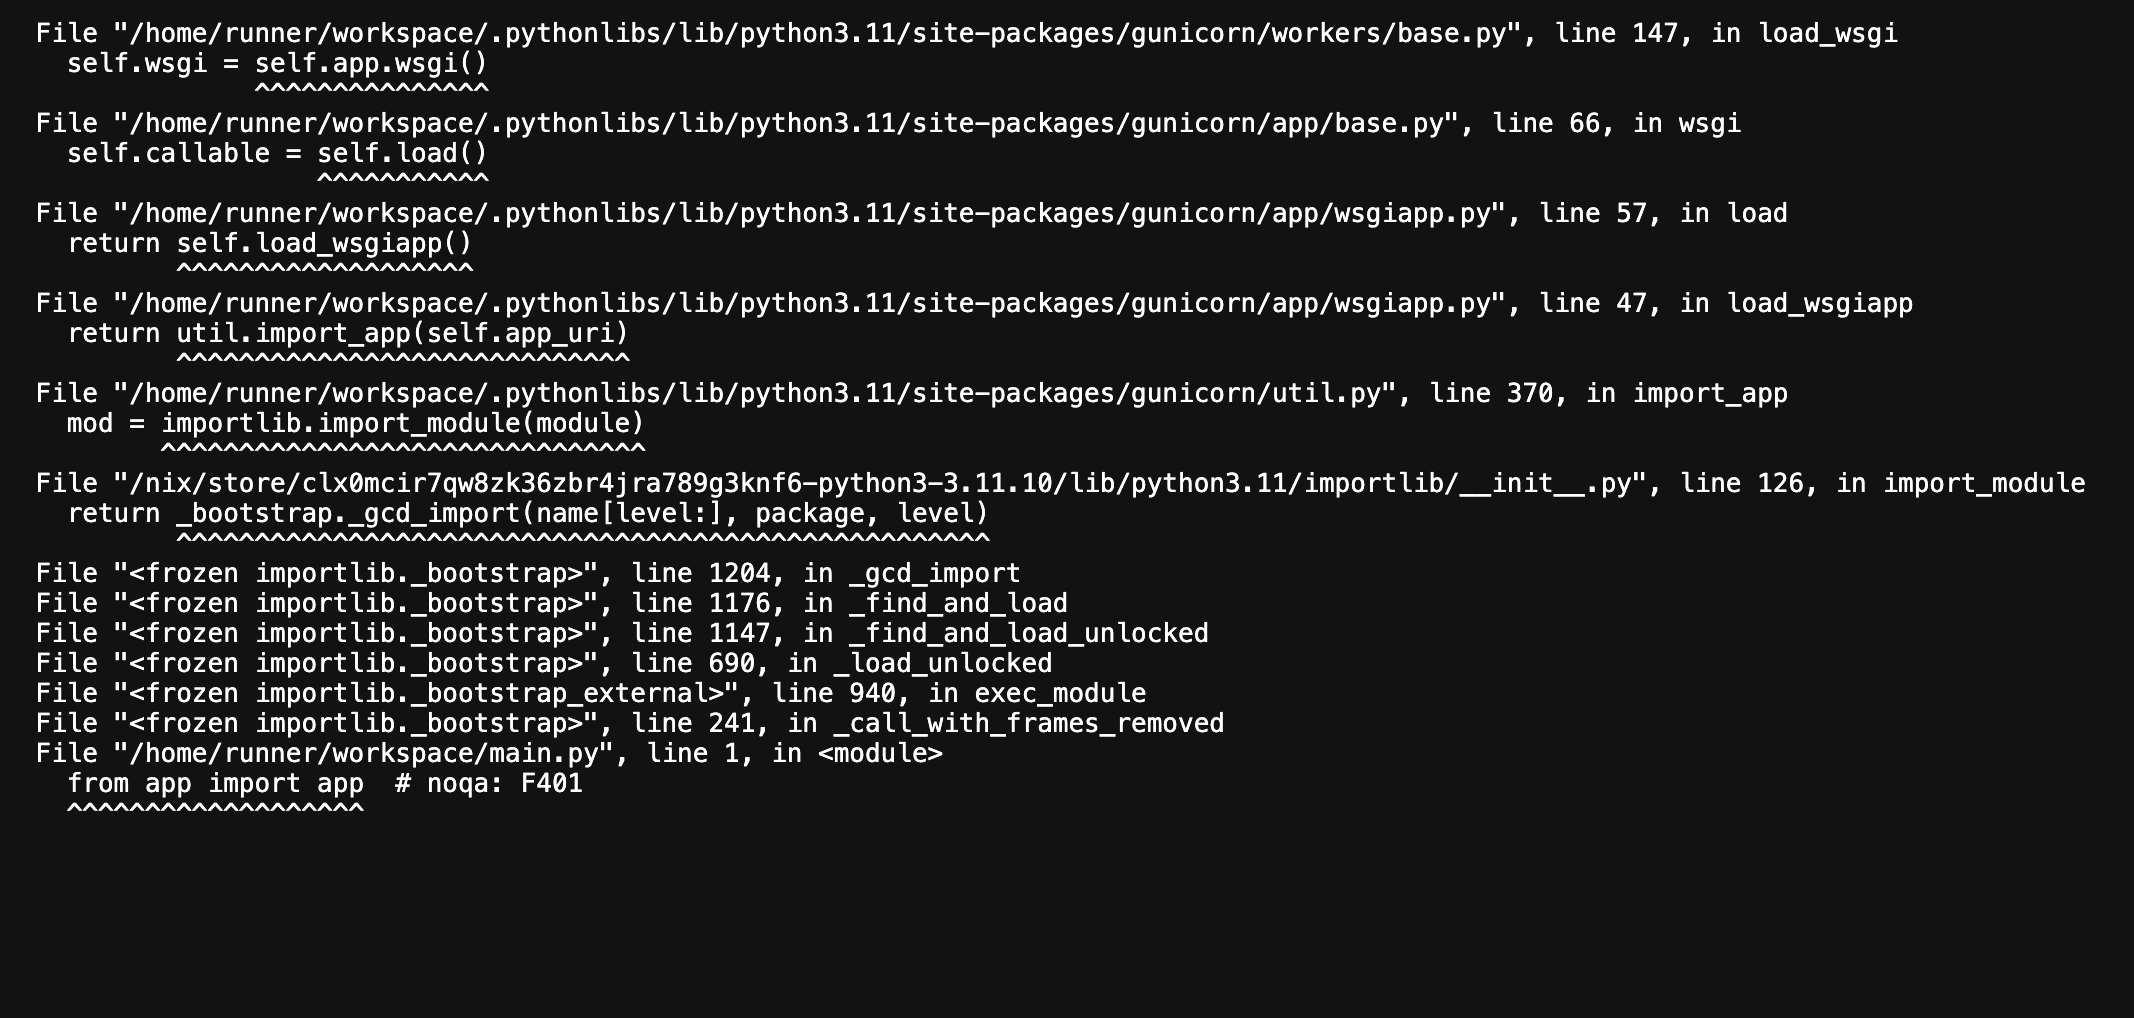 File "/home/runner/workspace/.pythonlibs/lib/python3.11/site-packages/gunicorn/workers/base.py", line 147, in load_wsgi
  self.wsgi = self.app.wsgi()
              ^^^^^^^^^^^^^^^
File "/home/runner/workspace/.pythonlibs/lib/python3.11/site-packages/gunicorn/app/base.py", line 66, in wsgi
  self.callable = self.load()
                  ^^^^^^^^^^^
File "/home/runner/workspace/.pythonlibs/lib/python3.11/site-packages/gunicorn/app/wsgiapp.py", line 57, in load
  return self.load_wsgiapp()
         ^^^^^^^^^^^^^^^^^^^
File "/home/runner/workspace/.pythonlibs/lib/python3.11/site-packages/gunicorn/app/wsgiapp.py", line 47, in load_wsgiapp
  return util.import_app(self.app_uri)
         ^^^^^^^^^^^^^^^^^^^^^^^^^^^^^
File "/home/runner/workspace/.pythonlibs/lib/python3.11/site-packages/gunicorn/util.py", line 370, in import_app
  mod = importlib.import_module(module)
        ^^^^^^^^^^^^^^^^^^^^^^^^^^^^^^^
File "/nix/store/clx0mcir7qw8zk36zbr4jra789g3knf6-python3-3.11.10/lib/python3.11/importlib/__init__.py", line 126, in import_module
  return _bootstrap._gcd_import(name[level:], package, level)
         ^^^^^^^^^^^^^^^^^^^^^^^^^^^^^^^^^^^^^^^^^^^^^^^^^^^^
File "<frozen importlib._bootstrap>", line 1204, in _gcd_import
File "<frozen importlib._bootstrap>", line 1176, in _find_and_load
File "<frozen importlib._bootstrap>", line 1147, in _find_and_load_unlocked
File "<frozen importlib._bootstrap>", line 690, in _load_unlocked
File "<frozen importlib._bootstrap_external>", line 940, in exec_module
File "<frozen importlib._bootstrap>", line 241, in _call_with_frames_removed
File "/home/runner/workspace/main.py", line 1, in <module>
  from app import app  # noqa: F401
  ^^^^^^^^^^^^^^^^^^^